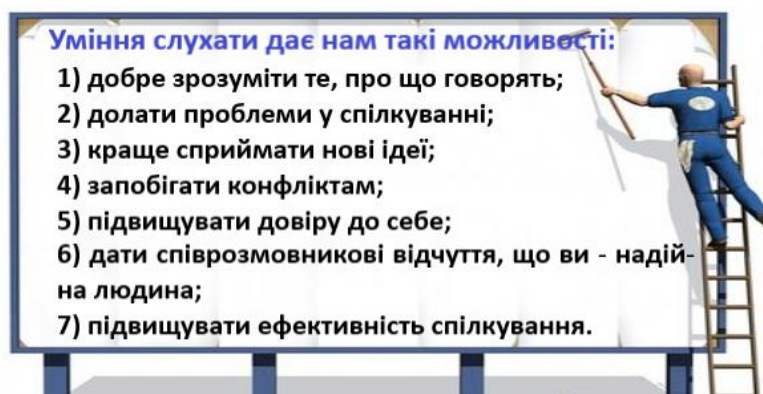 Уміння слухати дає нам такі можливості:
1) добре зрозуміти те, про що говорять;
2) долати проблеми у спілкуванні;
3) краще сприймати нові ідеї;
4) запобігати конфліктам;
5) підвищувати довіру до себе;
6) дати співрозмовникові відчуття, що ви - надій-
на людина;
7) підвищувати ефективність спілкування.